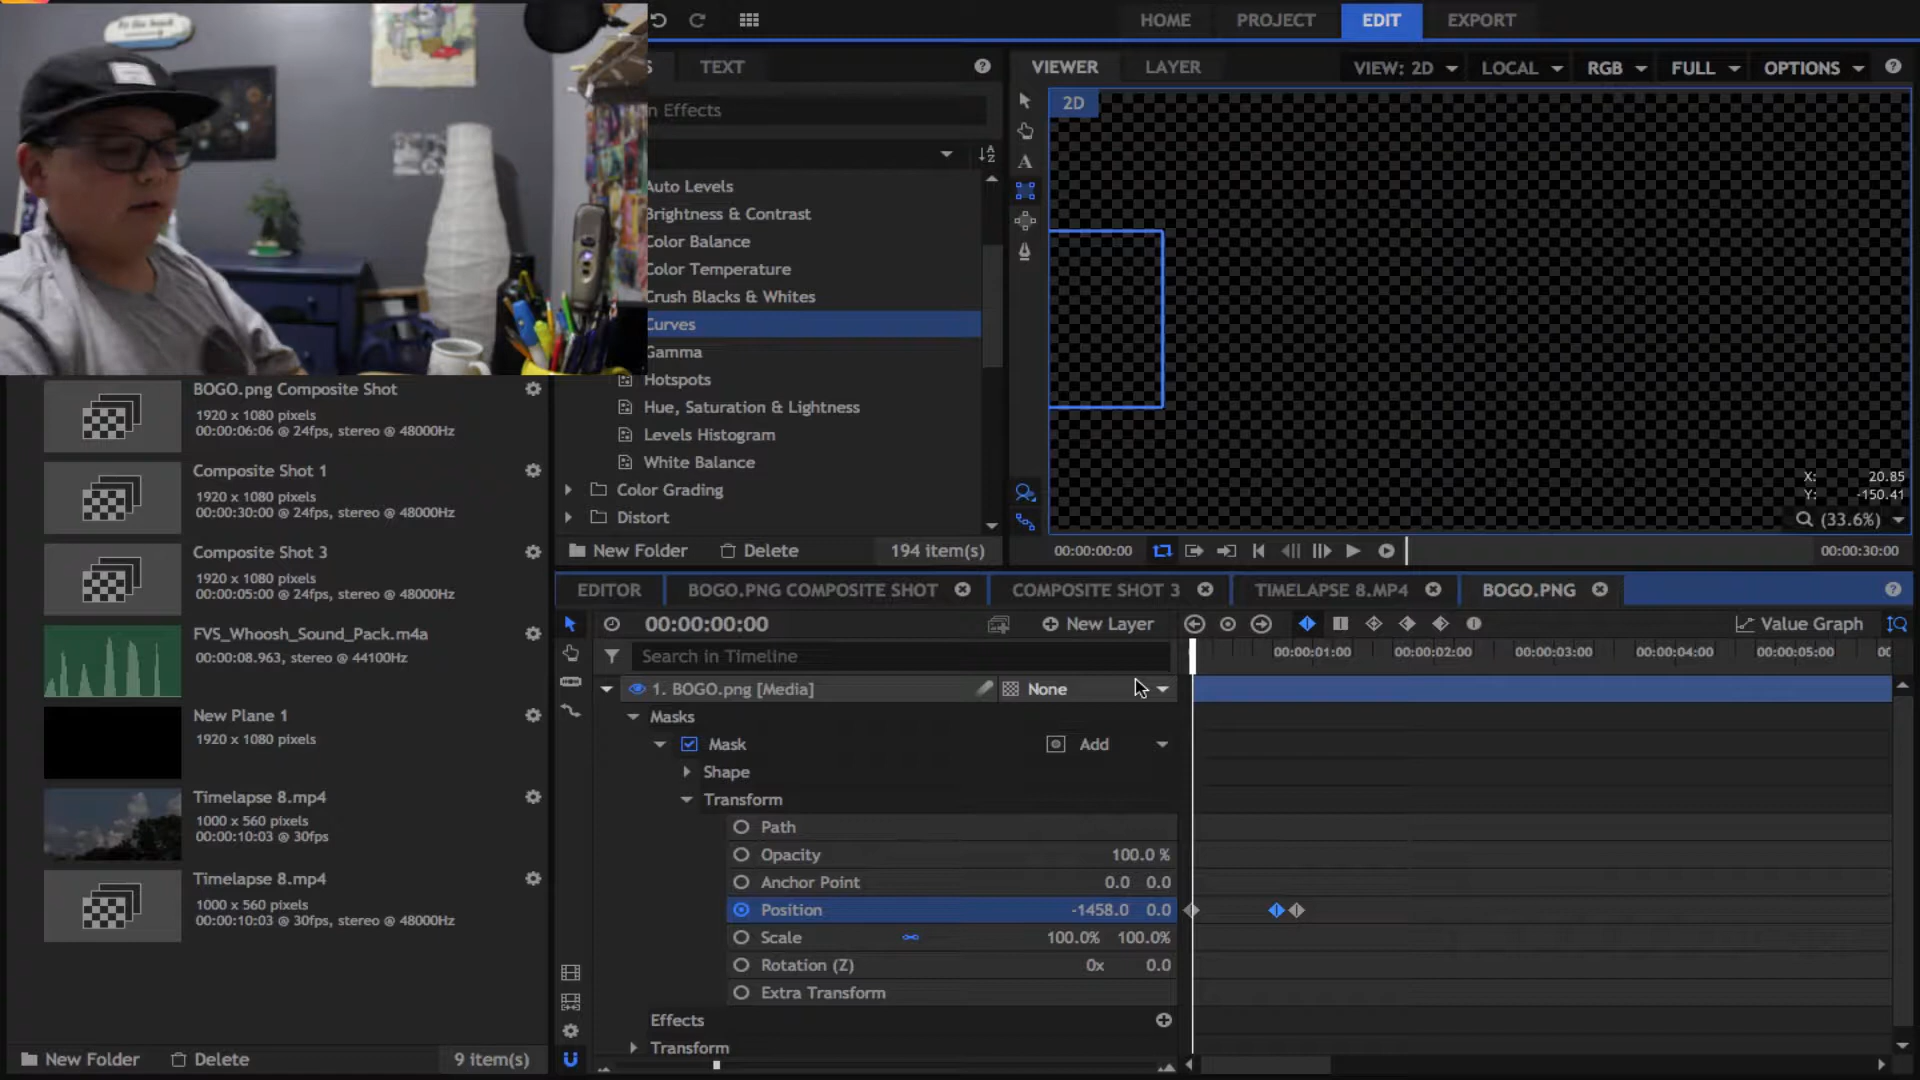 HOME
PROJECT
EDIT
EXPORT
TEXT
n Effects
Auto Levels
Brightness & Contrast
Color Balance
Color Temperature
Crush Blacks & Whites
Curves
Gamma
Hotspots
Hue, Saturation & Lightness
Levels Histogram
White Balance
Color Grading
Distort
New Folder
Delete
194 item(s)
VIEWER
LAYER
VIEW: 2D
LOCAL
RGB
FULL
OPTIONS
2D
X: 20.85
Y: -150.41
(33.6%)
00:00:00:00
00:00:30:00
BOGO.png Composite Shot
1920 x 1080 pixels
00:00:06:06 @ 24fps, stereo @ 48000Hz
Composite Shot 1
1920 x 1080 pixels
00:00:30:00 @ 24fps, stereo @ 48000Hz
Composite Shot 3
1920 x 1080 pixels
00:00:05:00 @ 24fps, stereo @ 48000Hz
FVS_Whoosh_Sound_Pack.m4a
00:00:08.963, stereo @ 44100Hz
New Plane 1
1920 x 1080 pixels
Timelapse 8.mp4
1000 x 560 pixels
00:00:10:03 @ 30fps
Timelapse 8.mp4
1000 x 560 pixels
00:00:10:03 @ 30fps, stereo @ 48000Hz
New Folder
Delete
9 item(s)
EDITOR
BOGO.PNG COMPOSITE SHOT
COMPOSITE SHOT 3
TIMELAPSE 8.MP4
BOGO.PNG
00:00:00:00
New Layer
Value Graph
Search in Timeline
00:00:01:00
00:00:02:00
00:00:03:00
00:00:04:00
00:00:05:00
00
1. BOGO.png [Media]
None
Masks
Mask
Add
Shape
Transform
Path
Opacity
100.0 %
Anchor Point
0.0 0.0
Position
-1458.0 0.0
Scale
100.0% 100.0%
Rotation (Z)
0x 0.0
Extra Transform
Effects
Transform